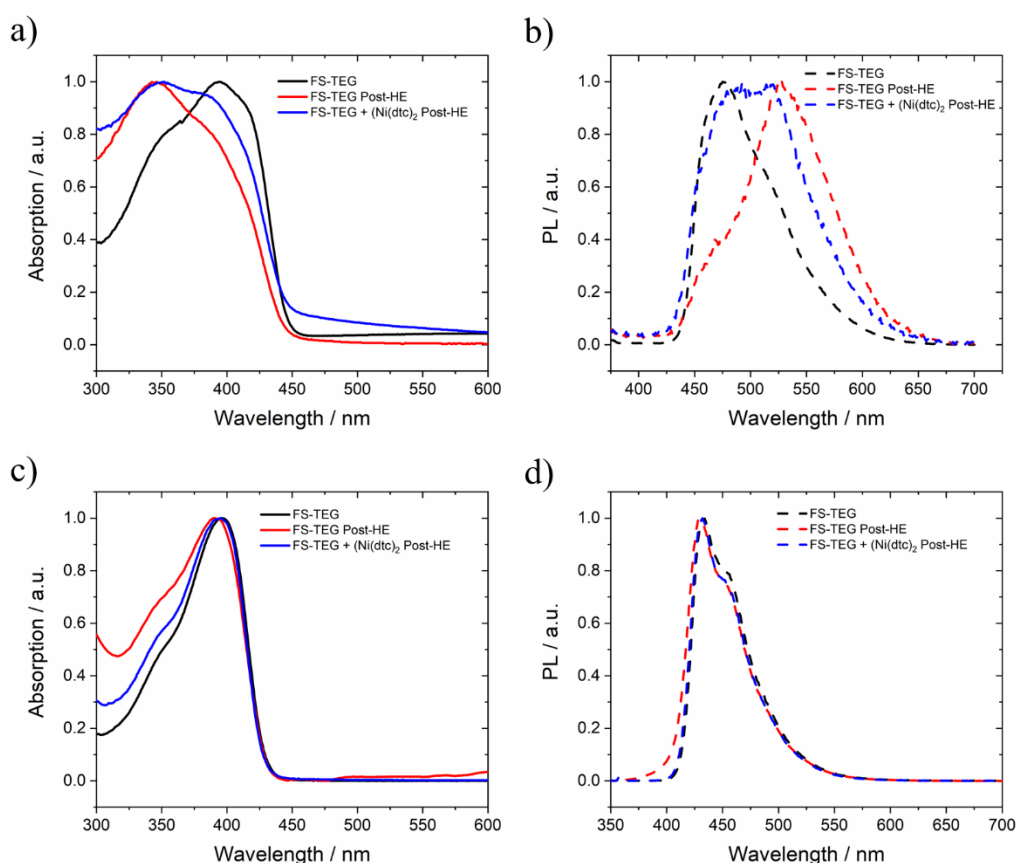 a)
FS-TEG
FS-TEG Post-HE
FS-TEG + (Ni(dtc)2 Post-HE
Absorption / a.u.
1.0
0.8
0.6
0.4
0.2
0.0
300 350 400 450 500 550 600
Wavelength / nm
b)
FS-TEG
FS-TEG Post-HE
FS-TEG + (Ni(dtc)2 Post-HE
PL / a.u.
1.0
0.8
0.6
0.4
0.2
0.0
400 450 500 550 600 650 700
Wavelength / nm
c)
FS-TEG
FS-TEG Post-HE
FS-TEG + (Ni(dtc)2 Post-HE
Absorption / a.u.
1.0
0.8
0.6
0.4
0.2
0.0
300 350 400 450 500 550 600
Wavelength / nm
d)
FS-TEG
FS-TEG Post-HE
FS-TEG + (Ni(dtc)2 Post-HE
PL / a.u.
1.0
0.8
0.6
0.4
0.2
0.0
350 400 450 500 550 600 650 700
Wavelength / nm